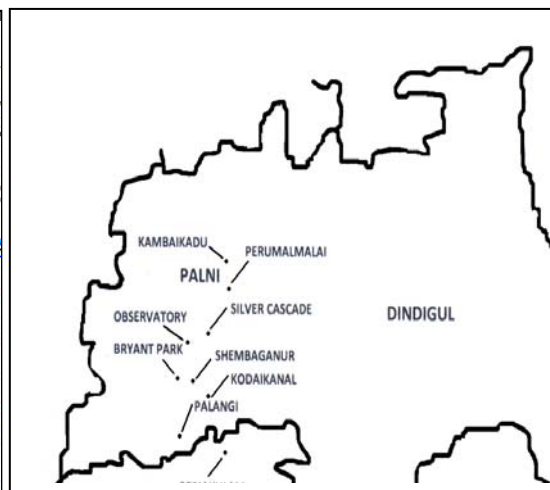 KAMBAIKADU
PERUMALMALAI
PALNI
SILVER CASCADE
OBSERVATORY
DINDIGUL
BRYANT PARK
SHEMBAGANUR
KODAIKANAL
PALANGI